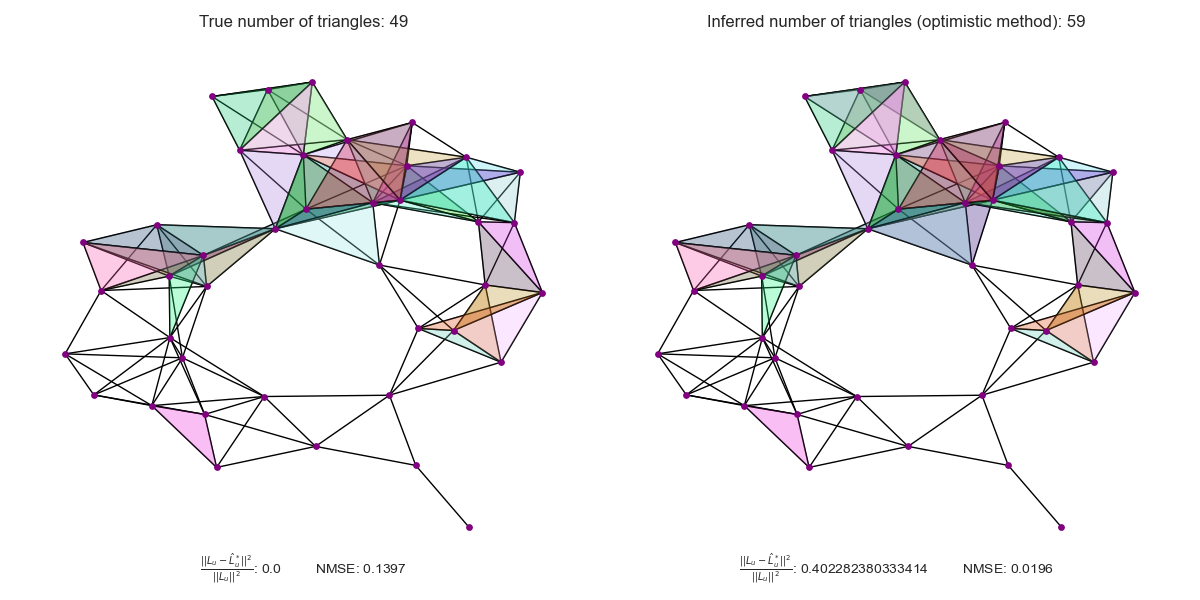 True number of triangles: 49
Inferred number of triangles (optimistic method): 59
$\frac{||L_u - \hat{L}_u^*||^2}{||L_u||^2}$: 0.0 NMSE: 0.1397
$\frac{||L_u - \hat{L}_u^*||^2}{||L_u||^2}$: 0.402282380333414 NMSE: 0.0196